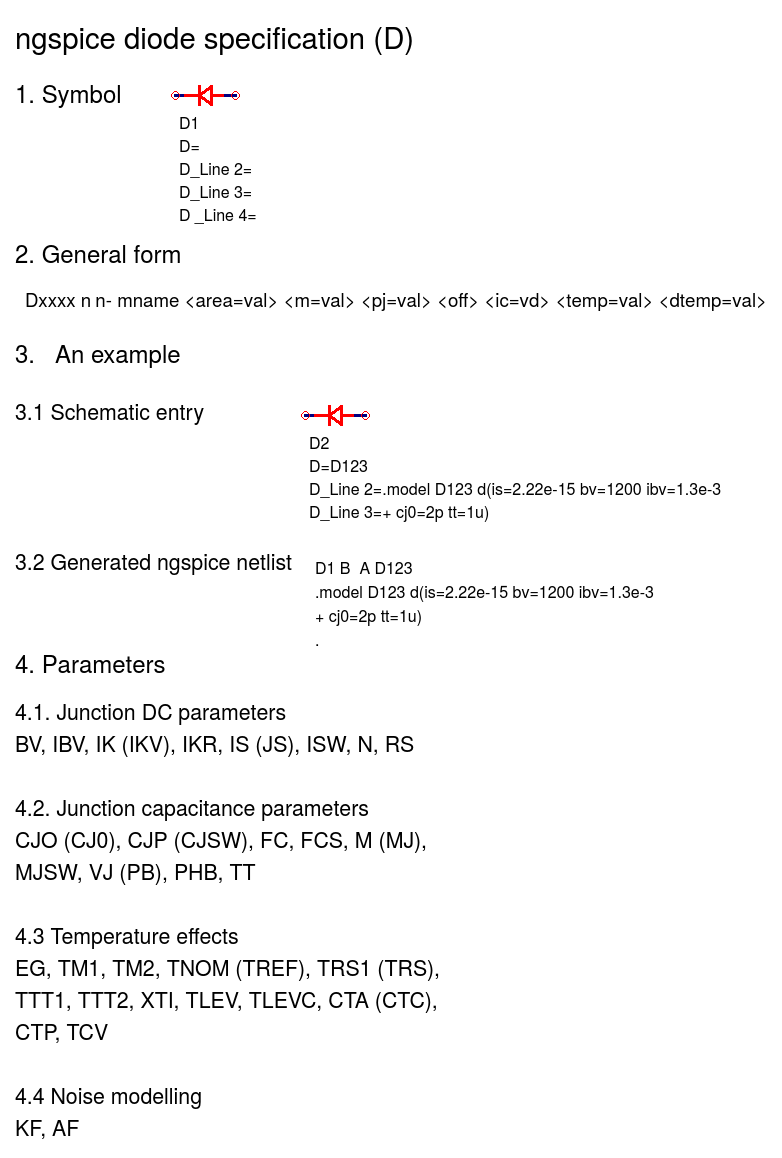 ngspice diode specification (D)
1. Symbol
D1
D=
D_Line 2=
D_Line 3=
D _Line 4=
2. General form
Dxxxx n n- mname <area=val> <m=val> <pj=val> <off> <ic=vd> <temp=val> <dtemp=val>
3. An example
3.1 Schematic entry
D2
D=D123
D_Line 2=.model D123 d(is=2.22e-15 bv=1200 ibv=1.3e-3
D_Line 3=+ cj0=2p tt=1u)
3.2 Generated ngspice netlist
D1 B A D123
.model D123 d(is=2.22e-15 bv=1200 ibv=1.3e-3
+ cj0=2p tt=1u)
.
4. Parameters
4.1. Junction DC parameters
BV, IBV, IK (IKV), IKR, IS (JS), ISW, N, RS
4.2. Junction capacitance parameters
CJO (CJ0), CJP (CJSW), FC, FCS, M (MJ),
MJSW, VJ (PB), PHB, TT
4.3 Temperature effects
EG, TM1, TM2, TNOM (TREF), TRS1 (TRS),
TTT1, TTT2, XTI, TLEV, TLEVC, CTA (CTC),
CTP, TCV
4.4 Noise modelling
KF, AF